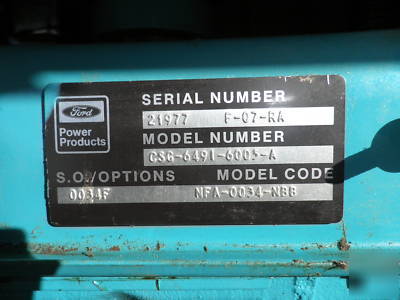 Ford
Power
Products
SERIAL NUMBER
21977 F-07-RA
MODEL NUMBER
CSG-649I-6005-A
S.O./OPTIONS MODEL CODE
0034F NFA-0034-NBB